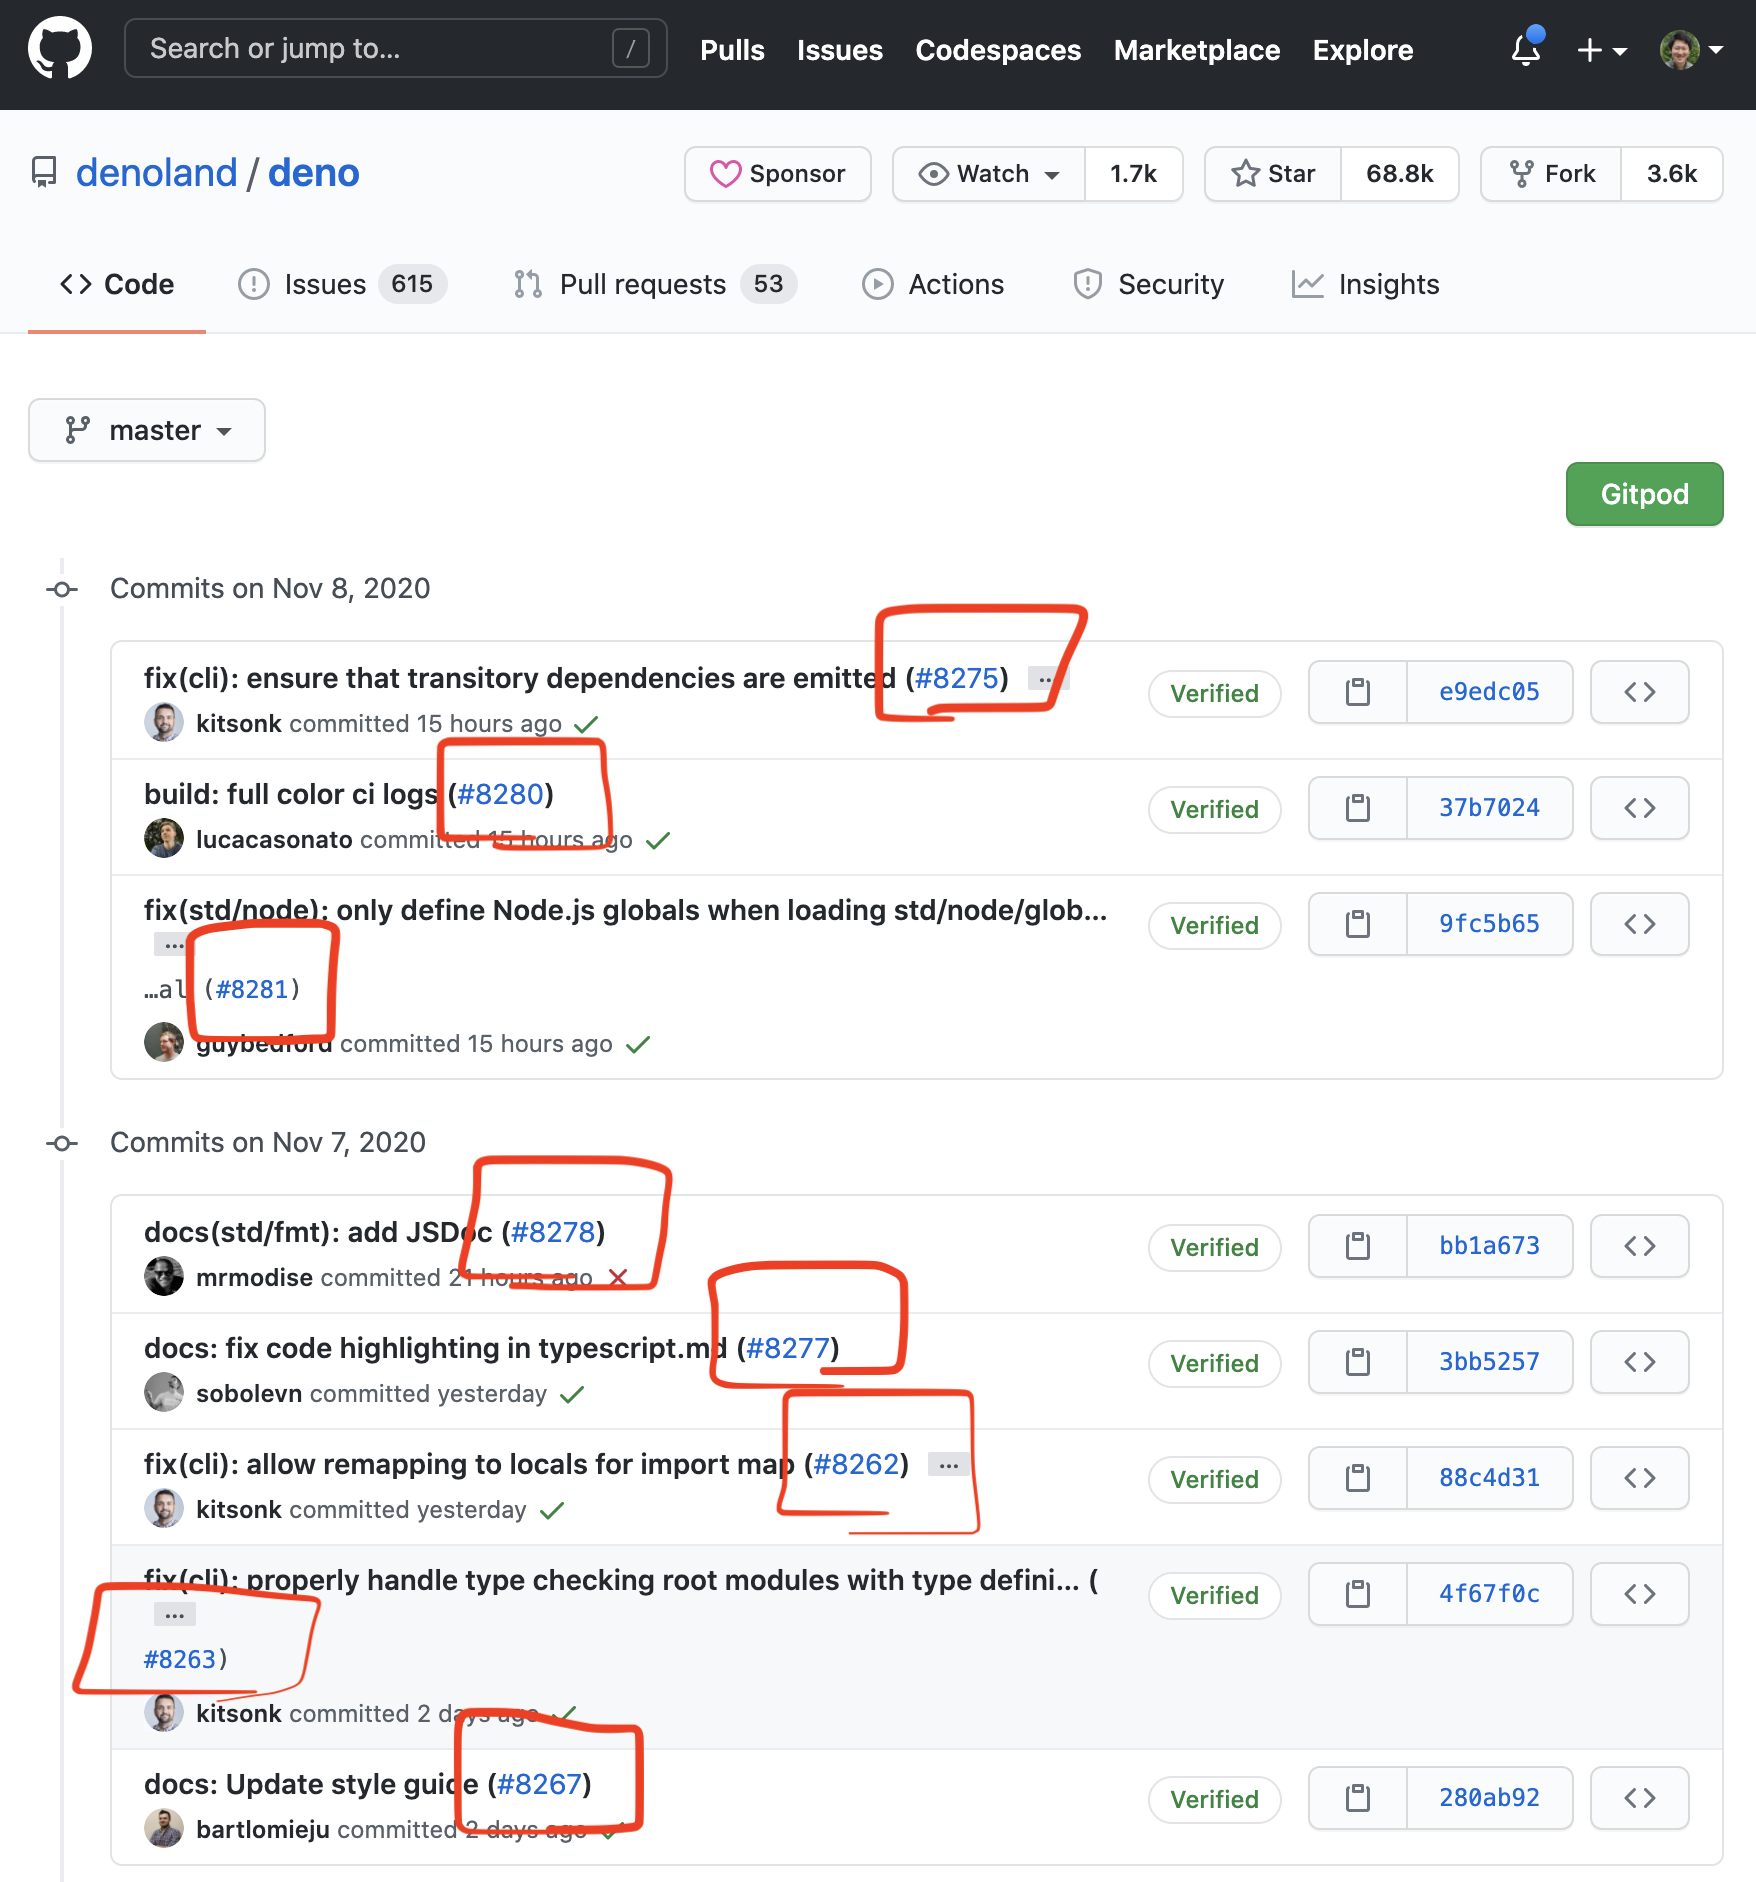 Search or jump to... /
Pulls Issues Codespaces Marketplace Explore
denoland / deno
Sponsor Watch 1.7k Star 68.8k Fork 3.6k
Code Issues 615 Pull requests 53 Actions Security Insights
master
Gitpod
Commits on Nov 8, 2020
fix(cli): ensure that transitory dependencies are emitted (#8275) ...
kitsonk committed 15 hours ago
Verified e9edc05
build: full color ci logs (#8280)
lucacasonato committed 15 hours ago
Verified 37b7024
fix(std/node): only define Node.js globals when loading std/node/glob...
...
…al (#8281)
guybedford committed 15 hours ago
Verified 9fc5b65
Commits on Nov 7, 2020
docs(std/fmt): add JSDoc (#8278)
mrmodise committed 21 hours ago
Verified bb1a673
docs: fix code highlighting in typescript.md (#8277)
sobolevn committed yesterday
Verified 3bb5257
fix(cli): allow remapping to locals for import map (#8262) ...
kitsonk committed yesterday
Verified 88c4d31
fix(cli): properly handle type checking root modules with type defini... (
...
#8263)
kitsonk committed 2 days ago
Verified 4f67f0c
docs: Update style guide (#8267)
bartlomieju committed 2 days ago
Verified 280ab92